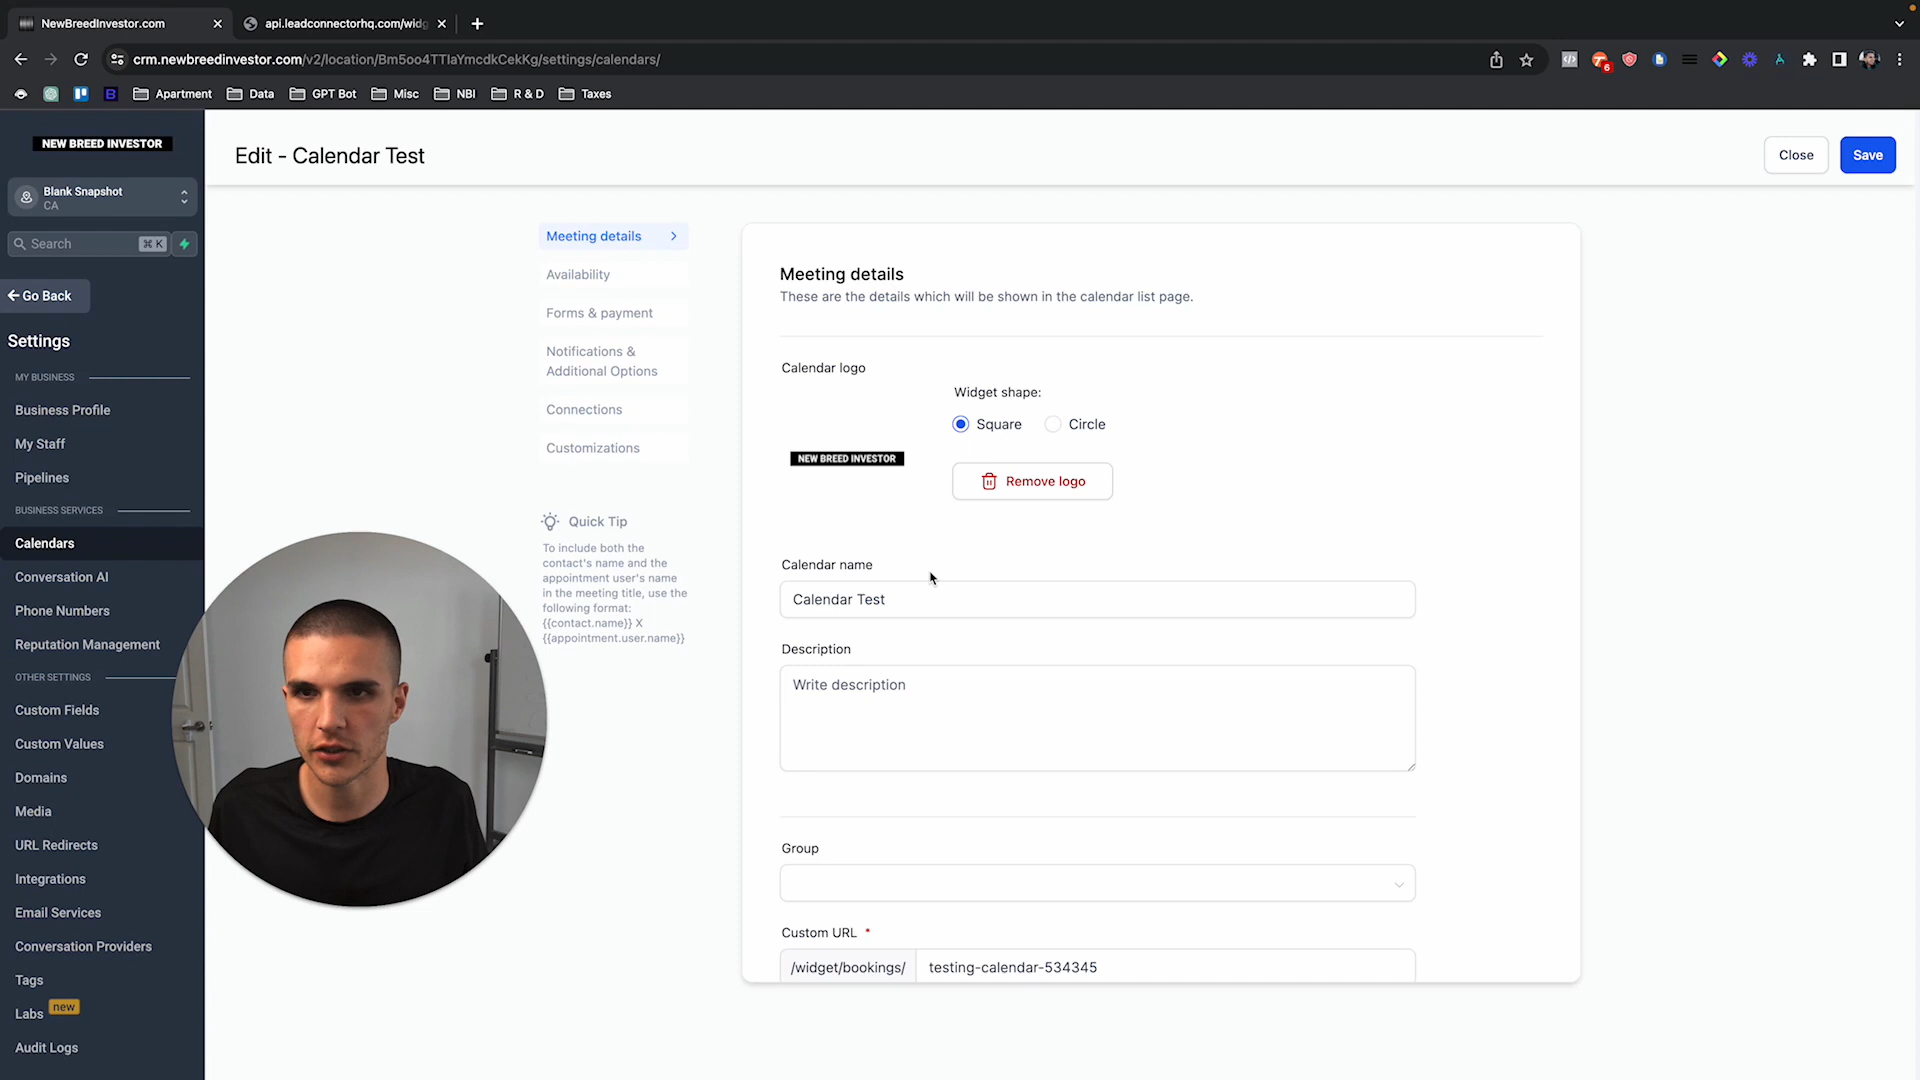 NewBreedInvestor.com
api.leadconnectorhq.com/widg
crm.newbreedinvestor.com/v2/location/Bm5oo4TTIaYmcdkCekKg/settings/calendars/
6
Apartment
Data
GPT Bot
Misc
NBI
R & D
Taxes
NEW BREED INVESTOR
Blank Snapshot
CA
Search
⌘ K
Go Back
Settings
MY BUSINESS
Business Profile
My Staff
Pipelines
BUSINESS SERVICES
Calendars
Conversation AI
Phone Numbers
Reputation Management
OTHER SETTINGS
Custom Fields
Custom Values
Domains
Media
URL Redirects
Integrations
Email Services
Conversation Providers
Tags
Labs new
Audit Logs
Edit - Calendar Test
Close
Save
Meeting details
Availability
Forms & payment
Notifications &
Additional Options
Connections
Customizations
Quick Tip
To include both the
contact's name and the
appointment user's name
in the meeting title, use the
following format:
{{contact.name}} X
{{appointment.user.name}}
Meeting details
These are the details which will be shown in the calendar list page.
Calendar logo
Widget shape:
Square
Circle
NEW BREED INVESTOR
Remove logo
Calendar name
Calendar Test
Description
Write description
Group
Custom URL *
/widget/bookings/
testing-calendar-534345